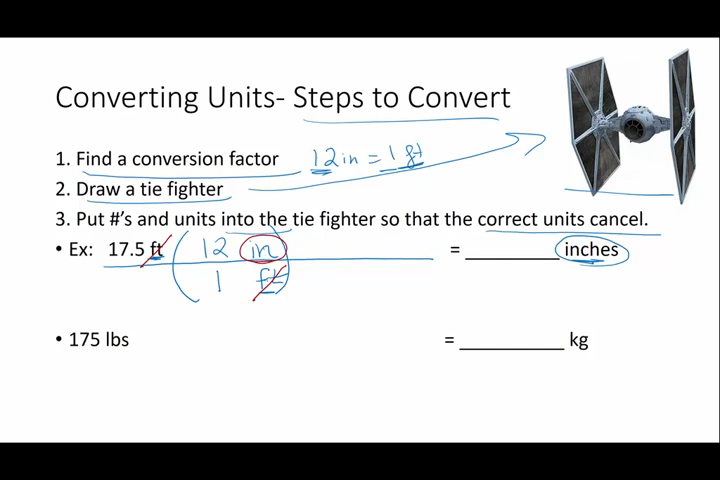 Converting Units- Steps to Convert
1. Find a conversion factor 12 in = 1 ft
2. Draw a tie fighter
3. Put #'s and units into the tie fighter so that the correct units cancel.
• Ex: 17.5 ft ( 12 in = __________ inches
1 ft )
• 175 lbs = ___________ kg